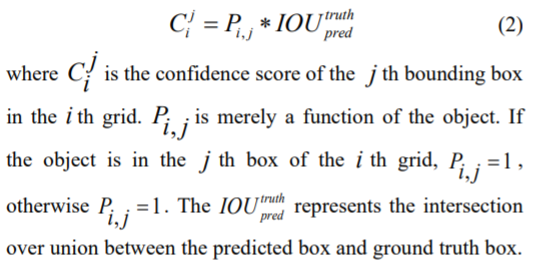 C_i^j = P_{i,j} * IOU_{pred}^{truth} (2)
where C_i^j is the confidence score of the j th bounding box
in the i th grid. P_{i,j} is merely a function of the object. If
the object is in the j th box of the i th grid, P_{i,j} =1 ,
otherwise P_{i,j} =1. The IOU_{pred}^{truth} represents the intersection
over union between the predicted box and ground truth box.